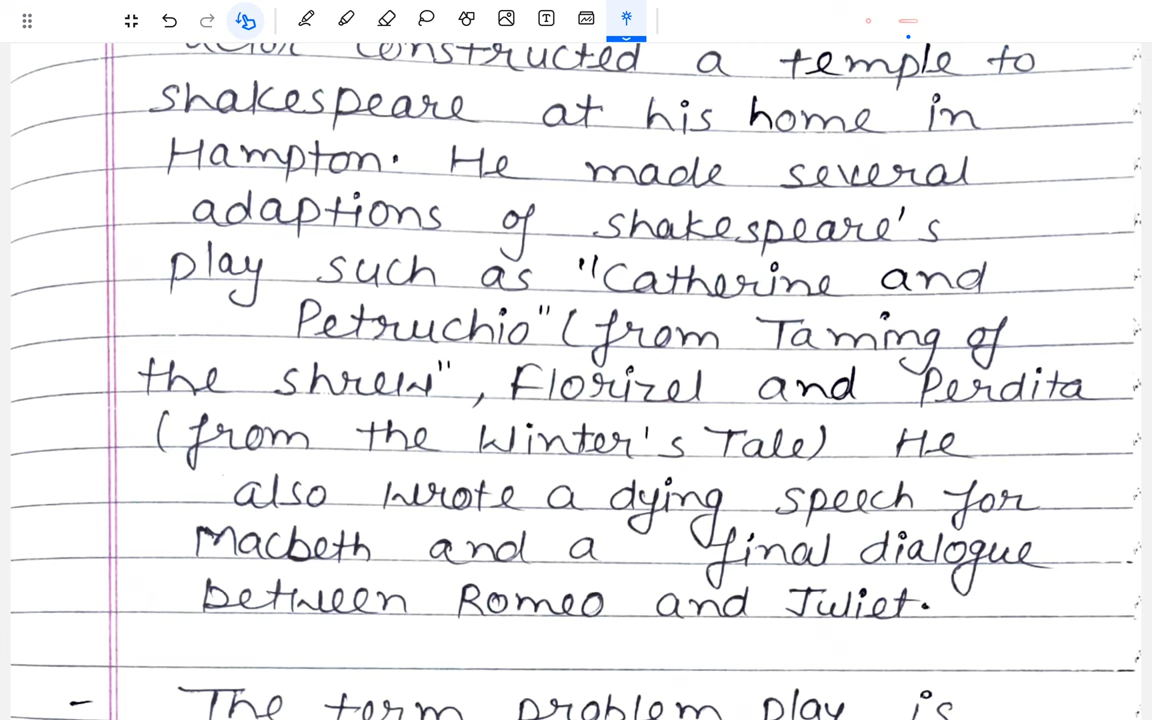 actor constructed a temple to
shakespeare at his home in
Hampton. He made several
adaptions of shakespeare's
play such as "Catherine and
Petruchio" (from Taming of
the shrew", Florizel and Perdita
(from the Winter's Tale) He
also wrote a dying speech for
Macbeth and a final dialogue
between Romeo and Juliet.
- The term problem play is